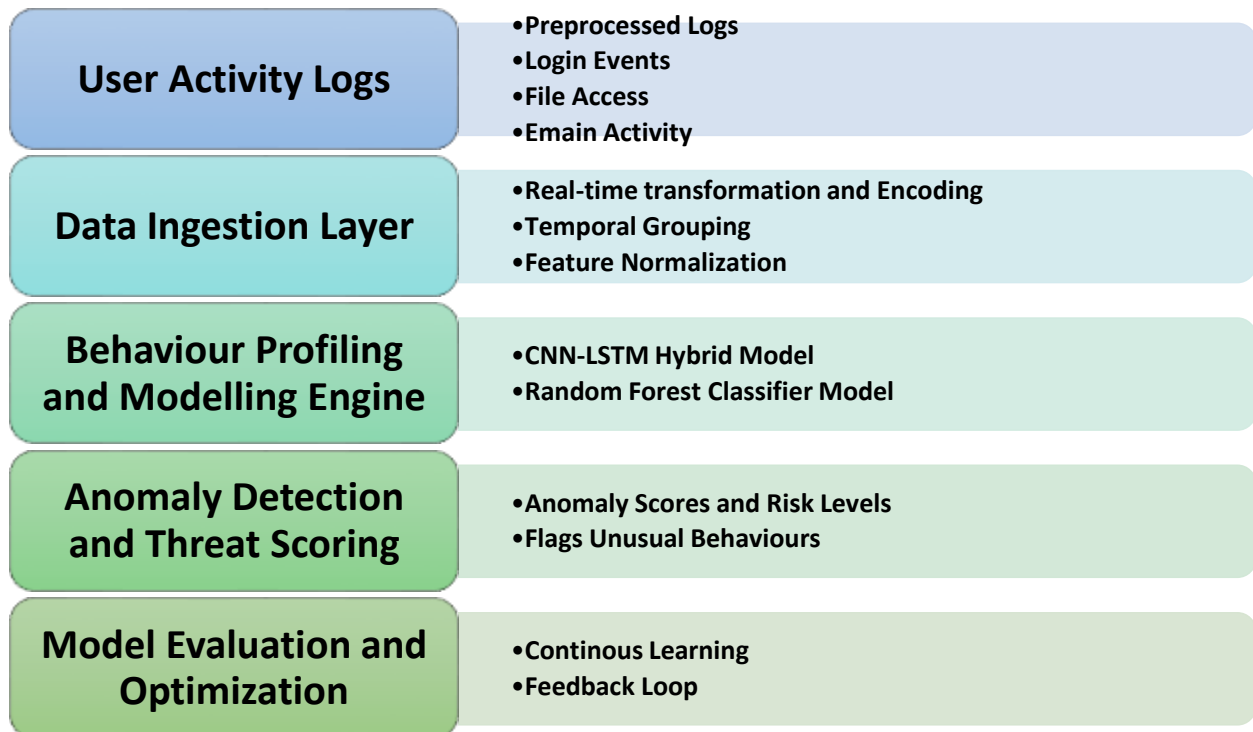 User Activity Logs
•Preprocessed Logs
•Login Events
•File Access
•Emain Activity
Data Ingestion Layer
•Real-time transformation and Encoding
•Temporal Grouping
•Feature Normalization
Behaviour Profiling
and Modelling Engine
•CNN-LSTM Hybrid Model
•Random Forest Classifier Model
Anomaly Detection
and Threat Scoring
•Anomaly Scores and Risk Levels
•Flags Unusual Behaviours
Model Evaluation and
Optimization
•Continous Learning
•Feedback Loop